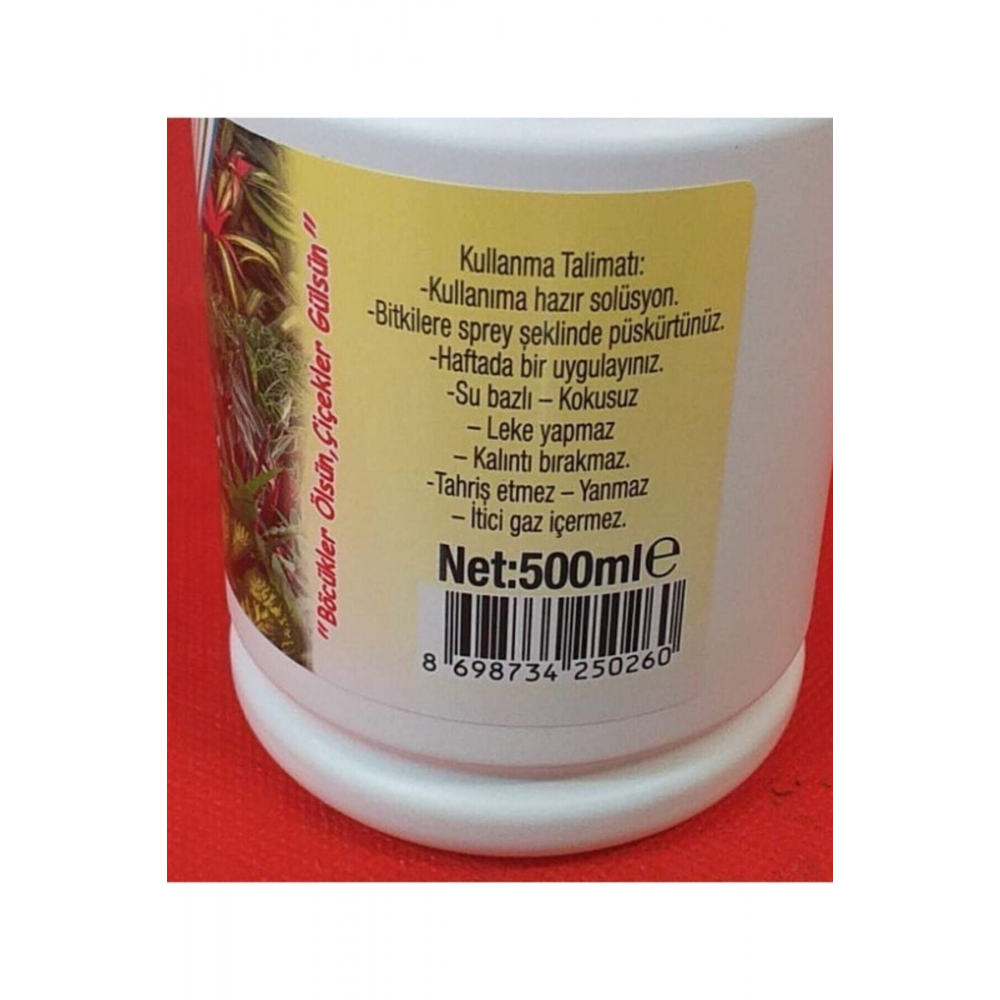 "Böcükler Ölsün, Çiçekler Gülsün"
Kullanma Talimatı:
-Kullanıma hazır solüsyon.
-Bitkilere sprey şeklinde püskürtünüz.
-Haftada bir uygulayınız.
-Su bazlı – Kokusuz
– Leke yapmaz
– Kalıntı bırakmaz.
-Tahriş etmez – Yanmaz
– İtici gaz içermez.
Net:500ml℮
8 698734 250260